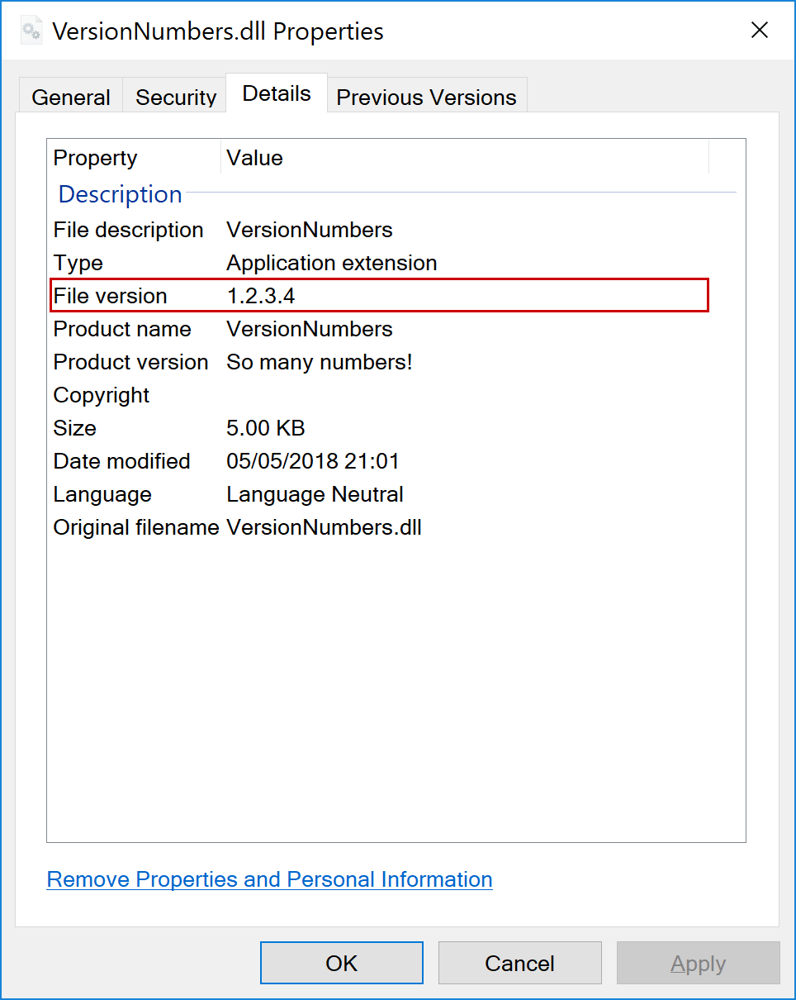 VersionNumbers.dll Properties
General Security Details Previous Versions
Property Value
Description
File description VersionNumbers
Type Application extension
File version 1.2.3.4
Product name VersionNumbers
Product version So many numbers!
Copyright
Size 5.00 KB
Date modified 05/05/2018 21:01
Language Language Neutral
Original filename VersionNumbers.dll
Remove Properties and Personal Information
OK Cancel Apply